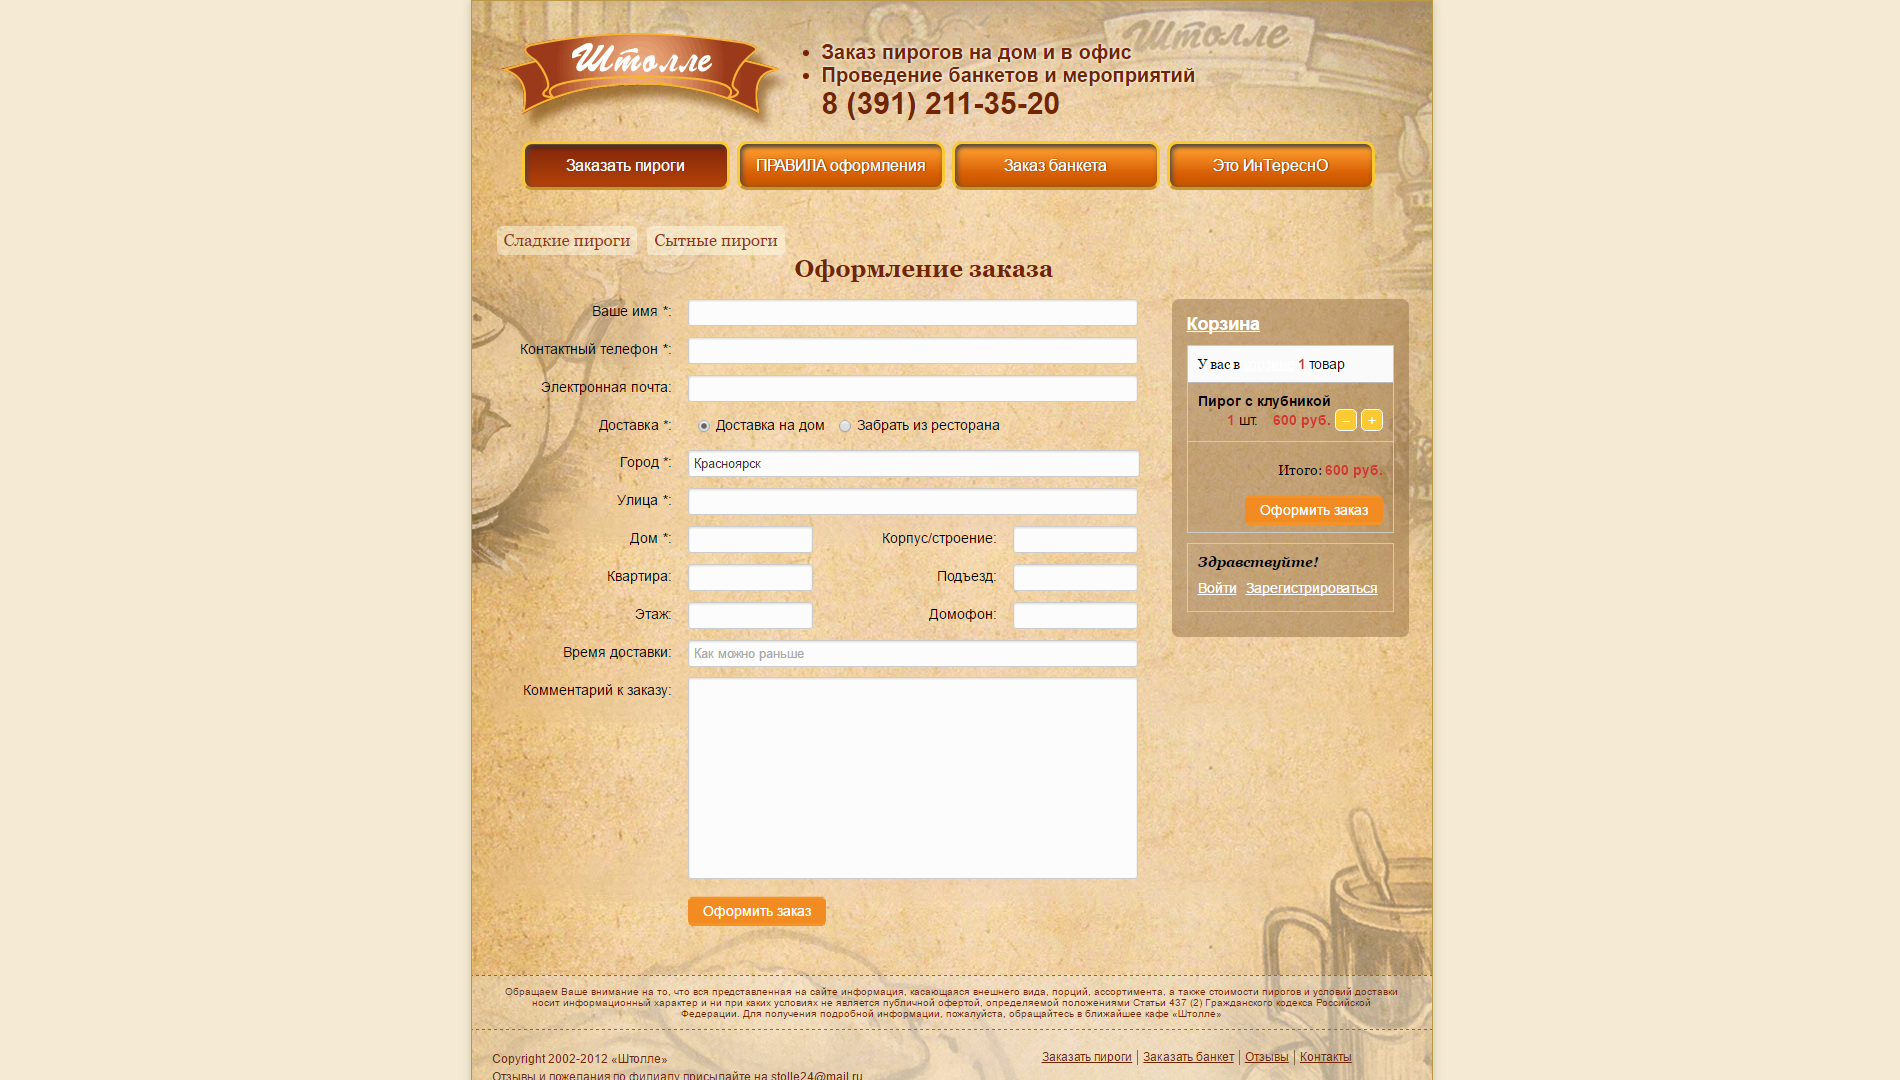 Штолле
Штолле
Заказ пирогов на дом и в офис
Проведение банкетов и мероприятий
8 (391) 211-35-20
Заказать пироги
ПРАВИЛА оформления
Заказ банкета
Это ИнТереснО
Сладкие пироги
Сытные пироги
Оформление заказа
Ваше имя *:
Контактный телефон *:
Электронная почта:
Доставка *:
Доставка на дом
Забрать из ресторана
Город *:
Красноярск
Улица *:
Дом *:
Корпус/строение:
Квартира:
Подъезд:
Этаж:
Домофон:
Время доставки:
Как можно раньше
Комментарий к заказу:
Оформить заказ
Корзина
У вас в 1 товар
Пирог с клубникой
1 шт. 600 руб. – +
Итого: 600 руб.
Оформить заказ
Здравствуйте!
Войти Зарегистрироваться
Обращаем Ваше внимание на то, что вся представленная на сайте информация, касающаяся внешнего вида, порций, ассортимента, а также стоимости пирогов и условий доставки
носит информационный характер и ни при каких условиях не является публичной офертой, определяемой положениями Статьи 437 (2) Гражданского кодекса Российской
Федерации. Для получения подробной информации, пожалуйста, обращайтесь в ближайшее кафе «Штолле»
Copyright 2002-2012 «Штолле»
Заказать пироги | Заказать банкет | Отзывы | Контакты
Отзывы и пожелания по филиалу присылайте на stolle24@mail.ru